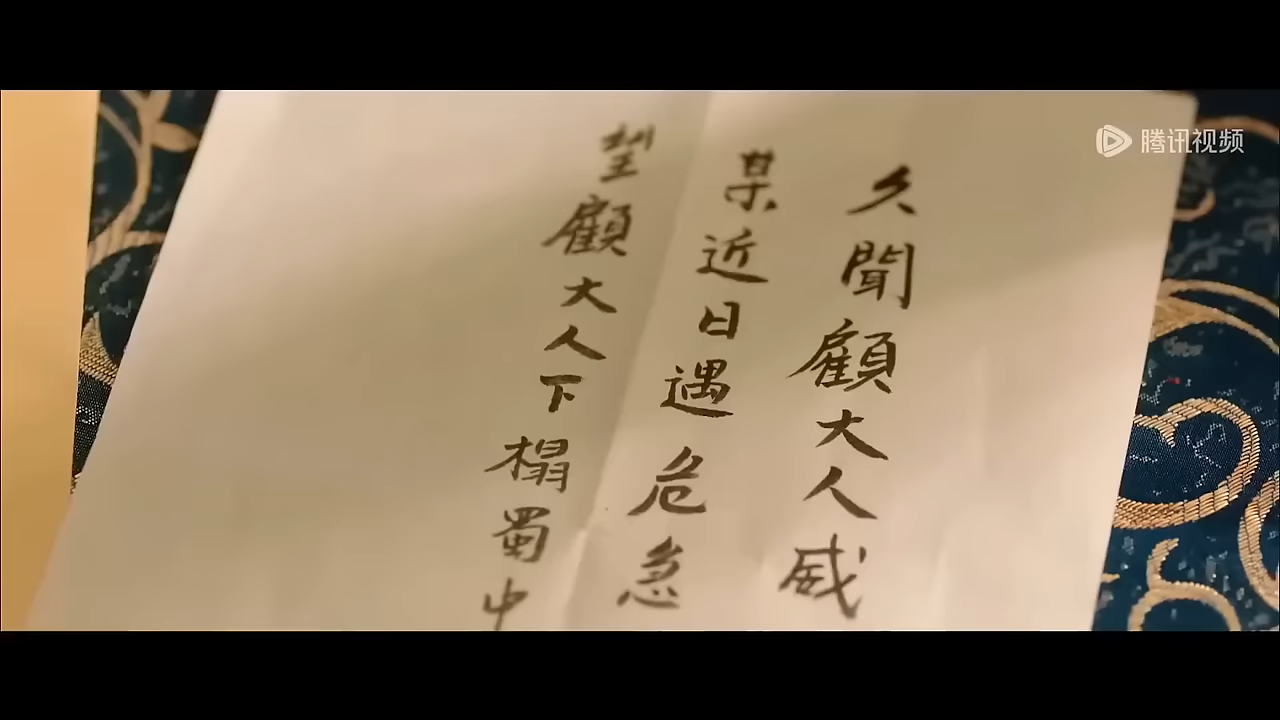 久聞顧大人威
某近日遇危急
望顧大人下榻蜀中
腾讯视频